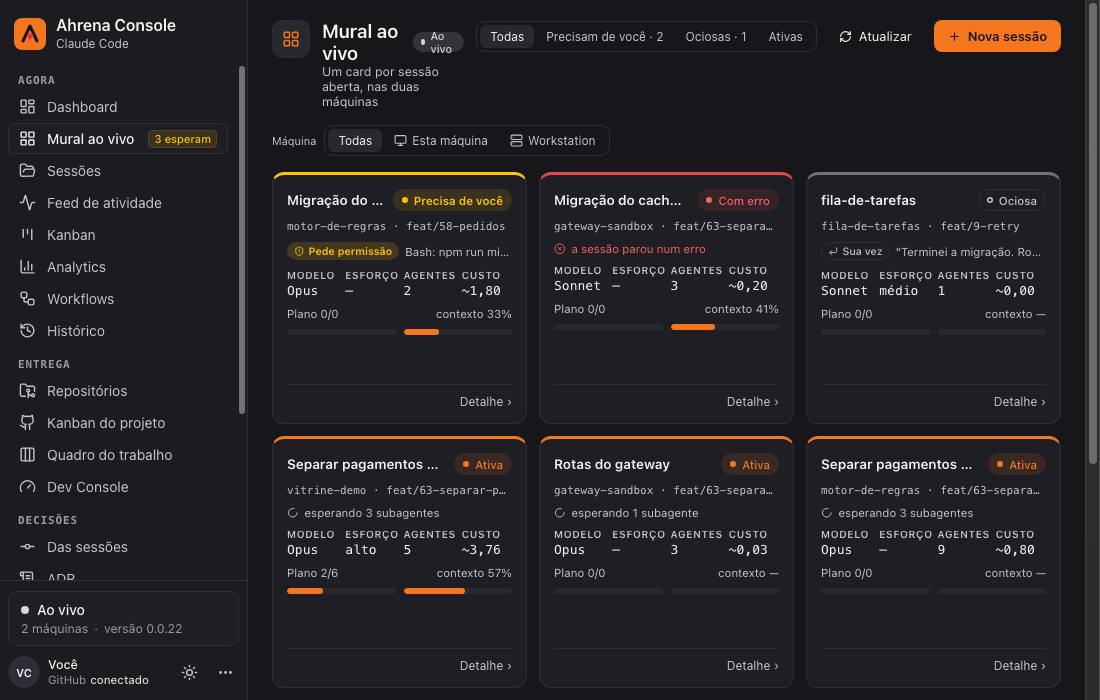 Ahrena Console
Claude Code
AGORA
Dashboard
Mural ao vivo 3 esperam
Sessões
Feed de atividade
Kanban
Analytics
Workflows
Histórico
ENTREGA
Repositórios
Kanban do projeto
Quadro do trabalho
Dev Console
DECISÕES
Das sessões
ADR
Ao vivo
2 máquinas · versão 0.0.22
VC
Você
GitHub conectado
Mural ao vivo
Ao vivo
Um card por sessão
aberta, nas duas
máquinas
Todas Precisam de você · 2 Ociosas · 1 Ativas
Atualizar
+ Nova sessão
Máquina Todas Esta máquina Workstation
Migração do ... Precisa de você
motor-de-regras · feat/58-pedidos
Pede permissão Bash: npm run mi...
MODELO ESFORÇO AGENTES CUSTO
Opus — 2 ~1,80
Plano 0/0 contexto 33%
Detalhe ›
Migração do cach... Com erro
gateway-sandbox · feat/63-separa…
a sessão parou num erro
MODELO ESFORÇO AGENTES CUSTO
Sonnet — 3 ~0,20
Plano 0/0 contexto 41%
Detalhe ›
fila-de-tarefas Ociosa
fila-de-tarefas · feat/9-retry
Sua vez "Terminei a migração. Ro...
MODELO ESFORÇO AGENTES CUSTO
Sonnet médio 1 ~0,00
Plano 0/0 contexto —
Detalhe ›
Separar pagamentos ... Ativa
vitrine-demo · feat/63-separar-p…
esperando 3 subagentes
MODELO ESFORÇO AGENTES CUSTO
Opus alto 5 ~3,76
Plano 2/6 contexto 57%
Detalhe ›
Rotas do gateway Ativa
gateway-sandbox · feat/63-separa…
esperando 1 subagente
MODELO ESFORÇO AGENTES CUSTO
Opus — 3 ~0,03
Plano 0/0 contexto —
Detalhe ›
Separar pagamentos ... Ativa
motor-de-regras · feat/63-separa…
esperando 3 subagentes
MODELO ESFORÇO AGENTES CUSTO
Opus — 9 ~0,80
Plano 0/0 contexto —
Detalhe ›